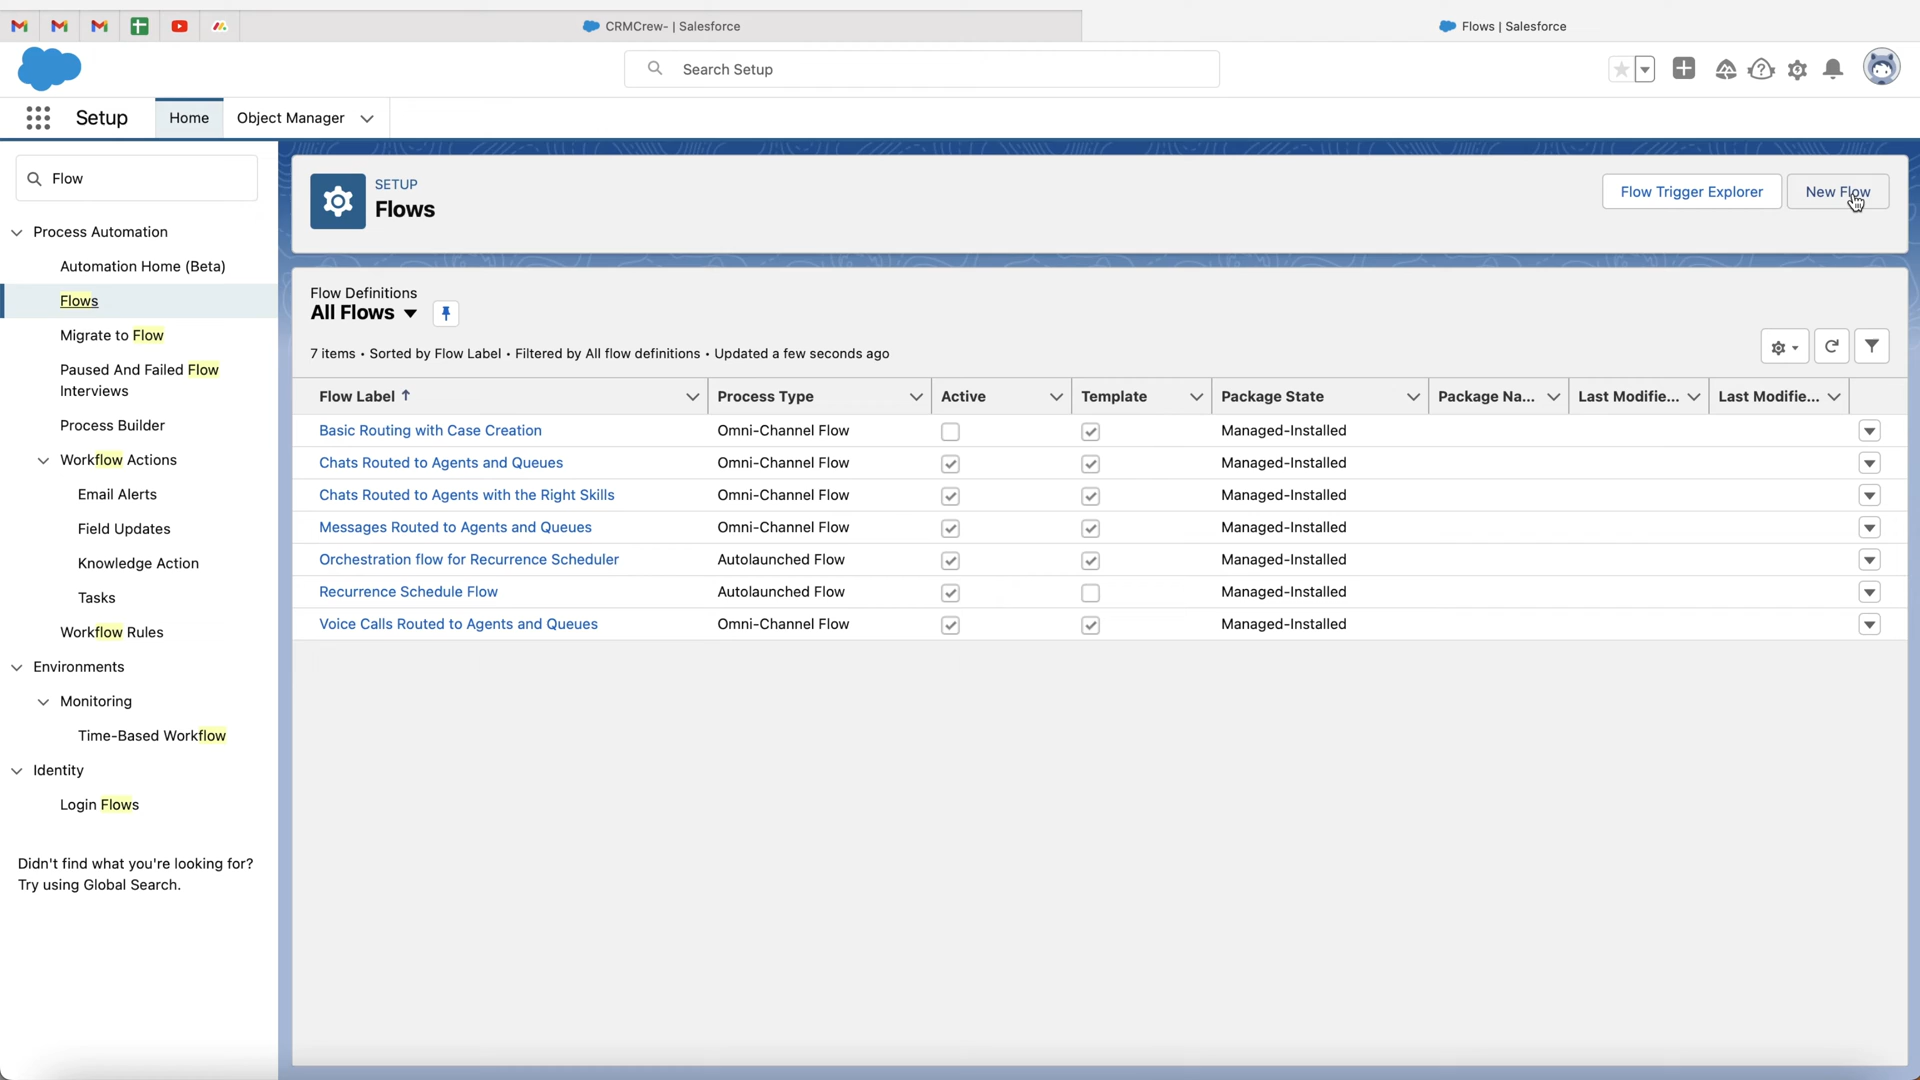 CRMCrew- | Salesforce
Flows | Salesforce
Search Setup
Setup
Home
Object Manager
Flow
Process Automation
Automation Home (Beta)
Flows
Migrate to Flow
Paused And Failed Flow
Interviews
Process Builder
Workflow Actions
Email Alerts
Field Updates
Knowledge Action
Tasks
Workflow Rules
Environments
Monitoring
Time-Based Workflow
Identity
Login Flows
Didn't find what you're looking for?
Try using Global Search.
SETUP
Flows
Flow Trigger Explorer
New Flow
Flow Definitions
All Flows
7 items • Sorted by Flow Label • Filtered by All flow definitions • Updated a few seconds ago
Flow Label ↑ Process Type Active Template Package State Package Na... Last Modifie... Last Modifie...
Basic Routing with Case Creation Omni-Channel Flow Managed-Installed
Chats Routed to Agents and Queues Omni-Channel Flow Managed-Installed
Chats Routed to Agents with the Right Skills Omni-Channel Flow Managed-Installed
Messages Routed to Agents and Queues Omni-Channel Flow Managed-Installed
Orchestration flow for Recurrence Scheduler Autolaunched Flow Managed-Installed
Recurrence Schedule Flow Autolaunched Flow Managed-Installed
Voice Calls Routed to Agents and Queues Omni-Channel Flow Managed-Installed